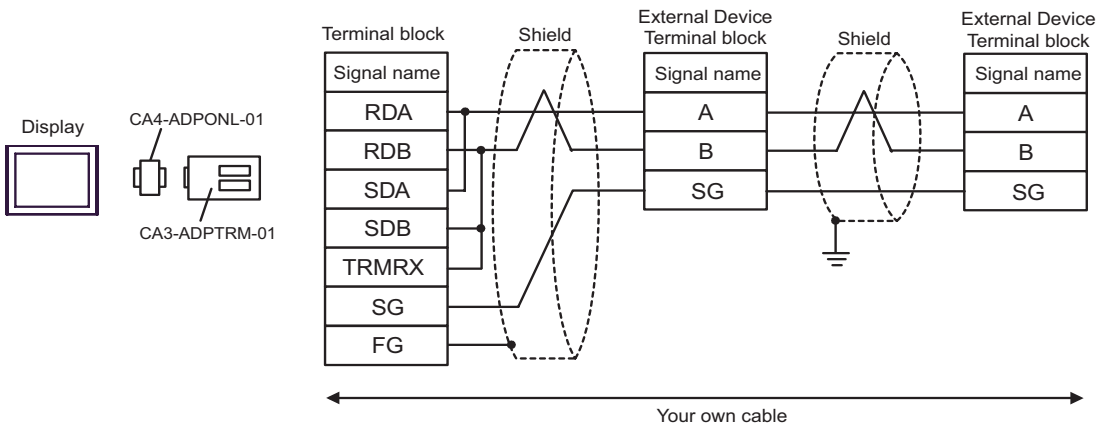 Display
CA4-ADPONL-01
CA3-ADPTRM-01
Terminal block
Signal name
RDA
RDB
SDA
SDB
TRMRX
SG
FG
Shield
External Device
Terminal block
Signal name
A
B
SG
Shield
External Device
Terminal block
Signal name
A
B
SG
Your own cable